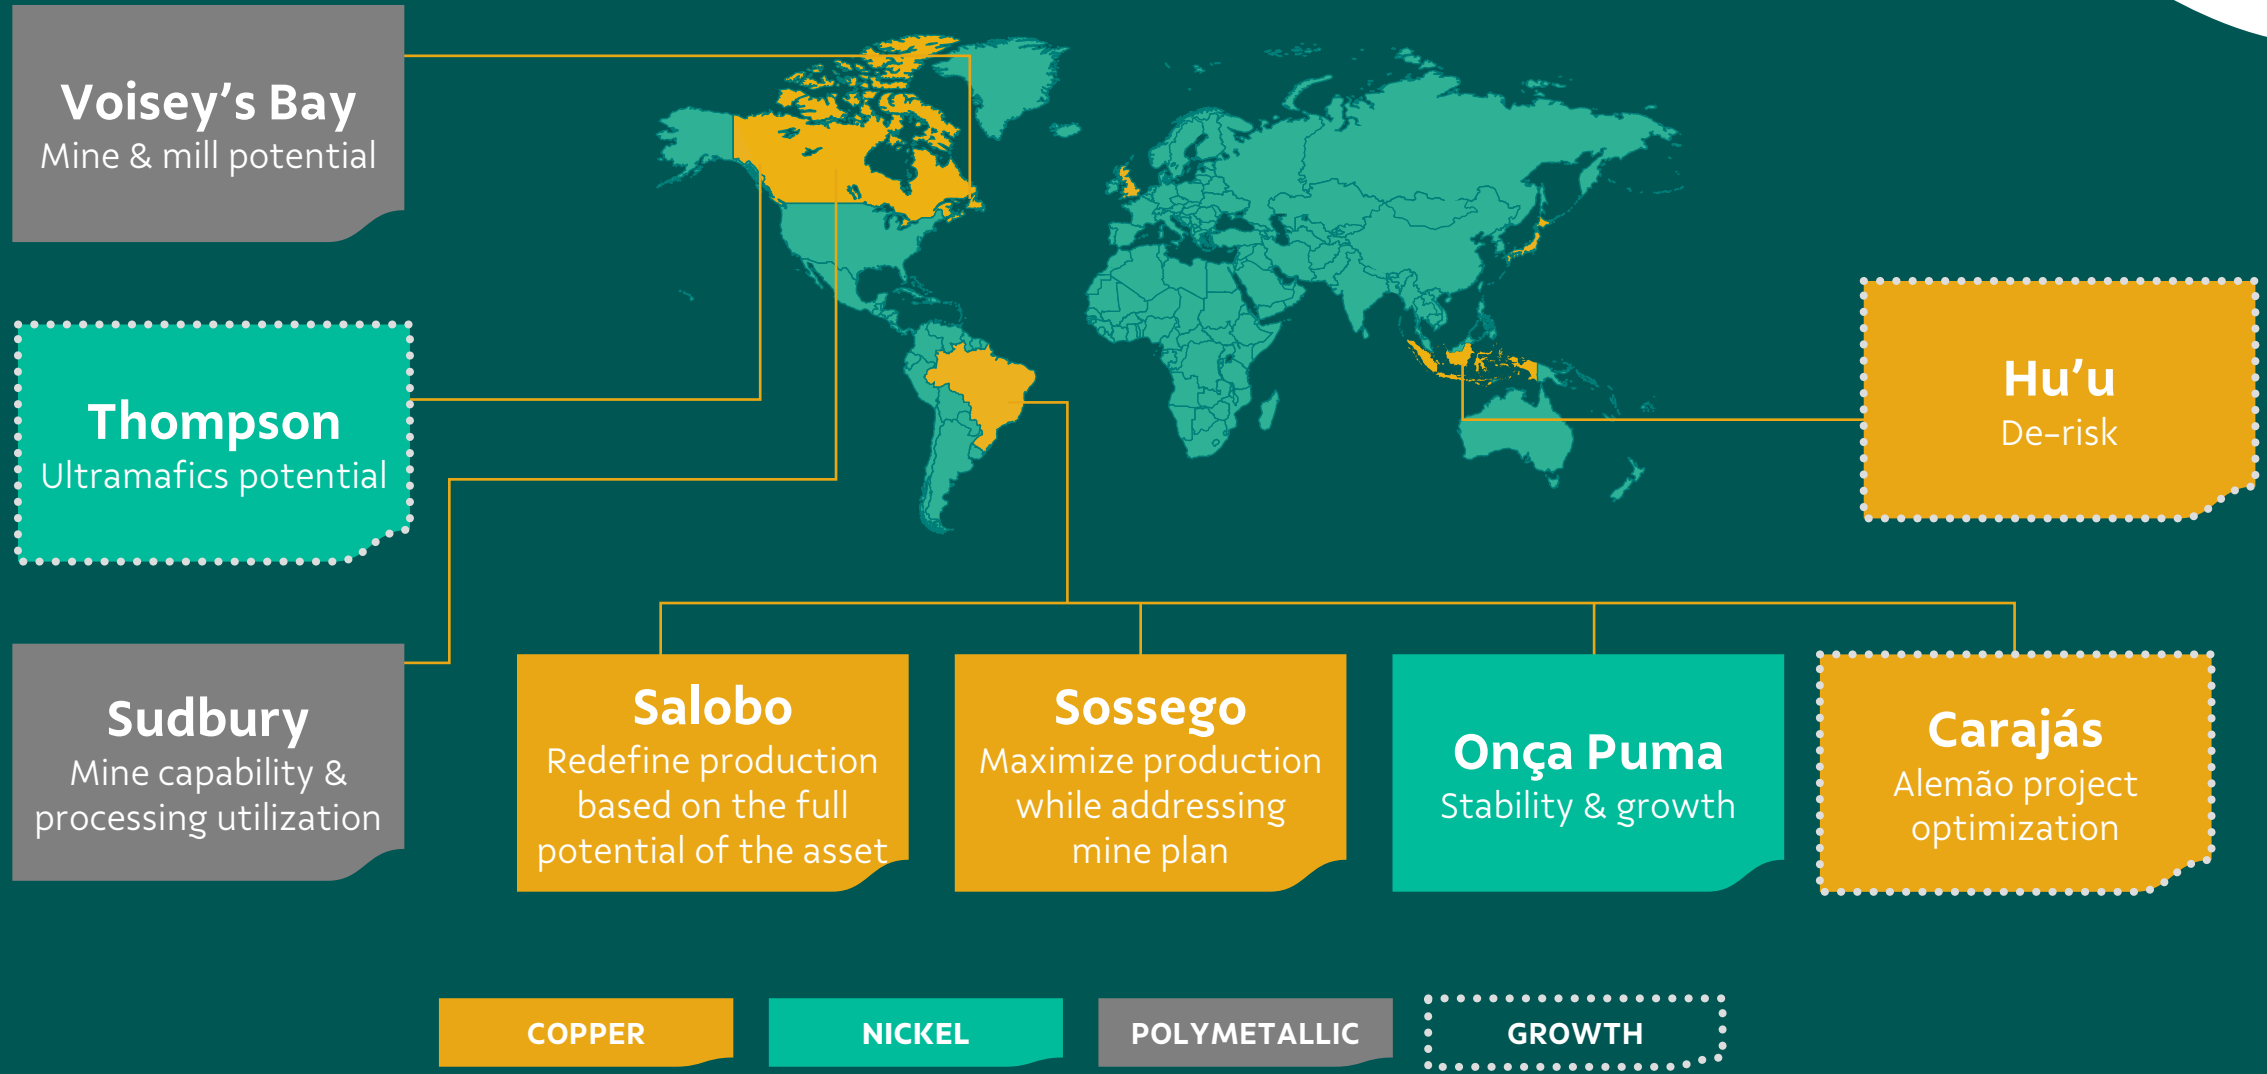 Voisey’s Bay
Mine & mill potential
Thompson
Ultramafics potential
Hu’u
De-risk
Sudbury
Mine capability &
processing utilization
Salobo
Redefine production
based on the full
potential of the asset
Sossego
Maximize production
while addressing
mine plan
Onça Puma
Stability & growth
Carajás
Alemão project
optimization
COPPER
NICKEL
POLYMETALLIC
GROWTH